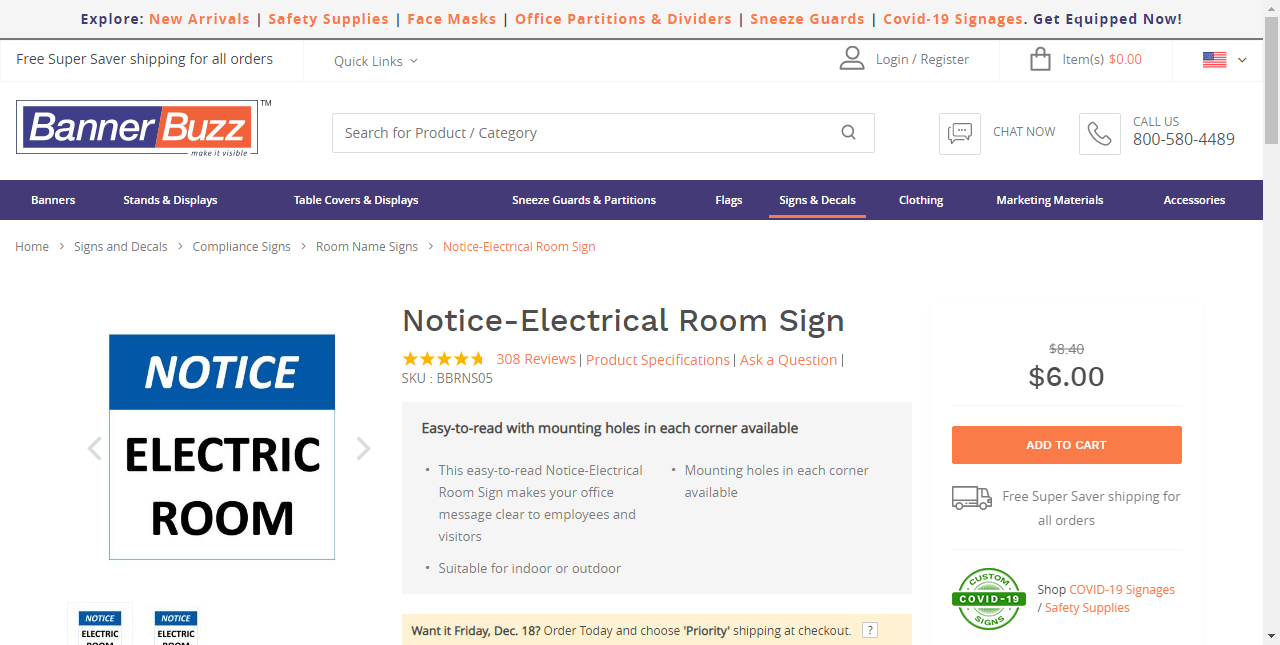 Explore: New Arrivals | Safety Supplies | Face Masks | Office Partitions & Dividers | Sneeze Guards | Covid-19 Signages. Get Equipped Now!
Free Super Saver shipping for all orders
Quick Links
Login / Register
Item(s) $0.00
Banner Buzz TM
make it visible
Search for Product / Category
CHAT NOW
CALL US
800-580-4489
Banners Stands & Displays Table Covers & Displays Sneeze Guards & Partitions Flags Signs & Decals Clothing Marketing Materials Accessories
Home > Signs and Decals > Compliance Signs > Room Name Signs > Notice-Electrical Room Sign
NOTICE
ELECTRIC
ROOM
NOTICE
ELECTRIC
ROOM
NOTICE
ELECTRIC
ROOM
Notice-Electrical Room Sign
308 Reviews | Product Specifications | Ask a Question |
SKU : BBRNS05
Easy-to-read with mounting holes in each corner available
• This easy-to-read Notice-Electrical
Room Sign makes your office
message clear to employees and
visitors
• Mounting holes in each corner
available
• Suitable for indoor or outdoor
Want it Friday, Dec. 18? Order Today and choose 'Priority' shipping at checkout. ?
$8.40
$6.00
ADD TO CART
Free Super Saver shipping for
all orders
CUSTOM
COVID-19
SIGNS
Shop COVID-19 Signages
/ Safety Supplies